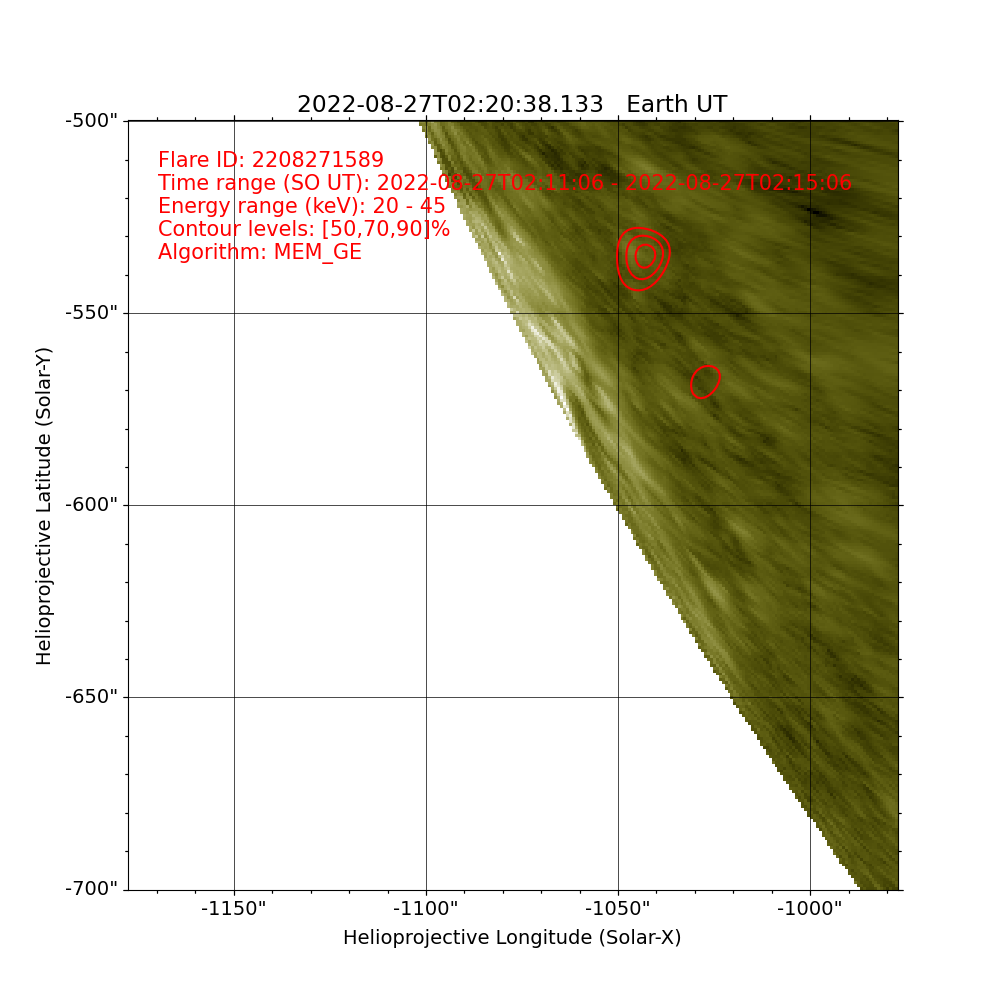 2022-08-27T02:20:38.133   Earth UT
Flare ID: 2208271589
Time range (SO UT): 2022-08-27T02:11:06 - 2022-08-27T02:15:06
Energy range (keV): 20 - 45
Contour levels: [50,70,90]%
Algorithm: MEM_GE
-500"
-550"
-600"
-650"
-700"
Helioprojective Latitude (Solar-Y)
-1150"
-1100"
-1050"
-1000"
Helioprojective Longitude (Solar-X)